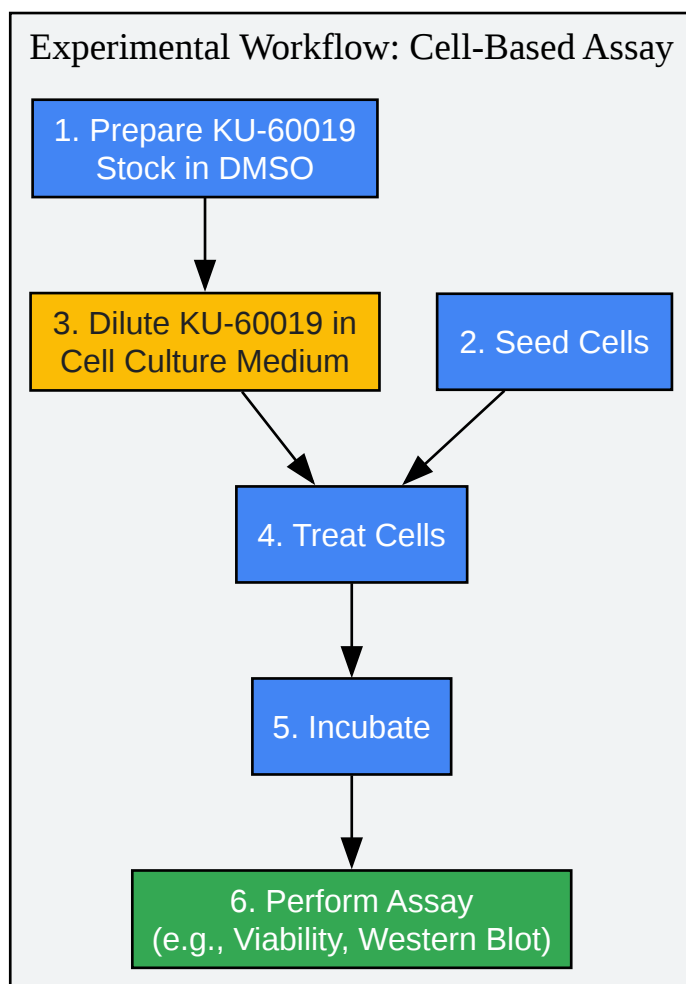 Experimental Workflow: Cell-Based Assay
1. Prepare KU-60019
Stock in DMSO
3. Dilute KU-60019 in
Cell Culture Medium
2. Seed Cells
4. Treat Cells
5. Incubate
6. Perform Assay
(e.g., Viability, Western Blot)